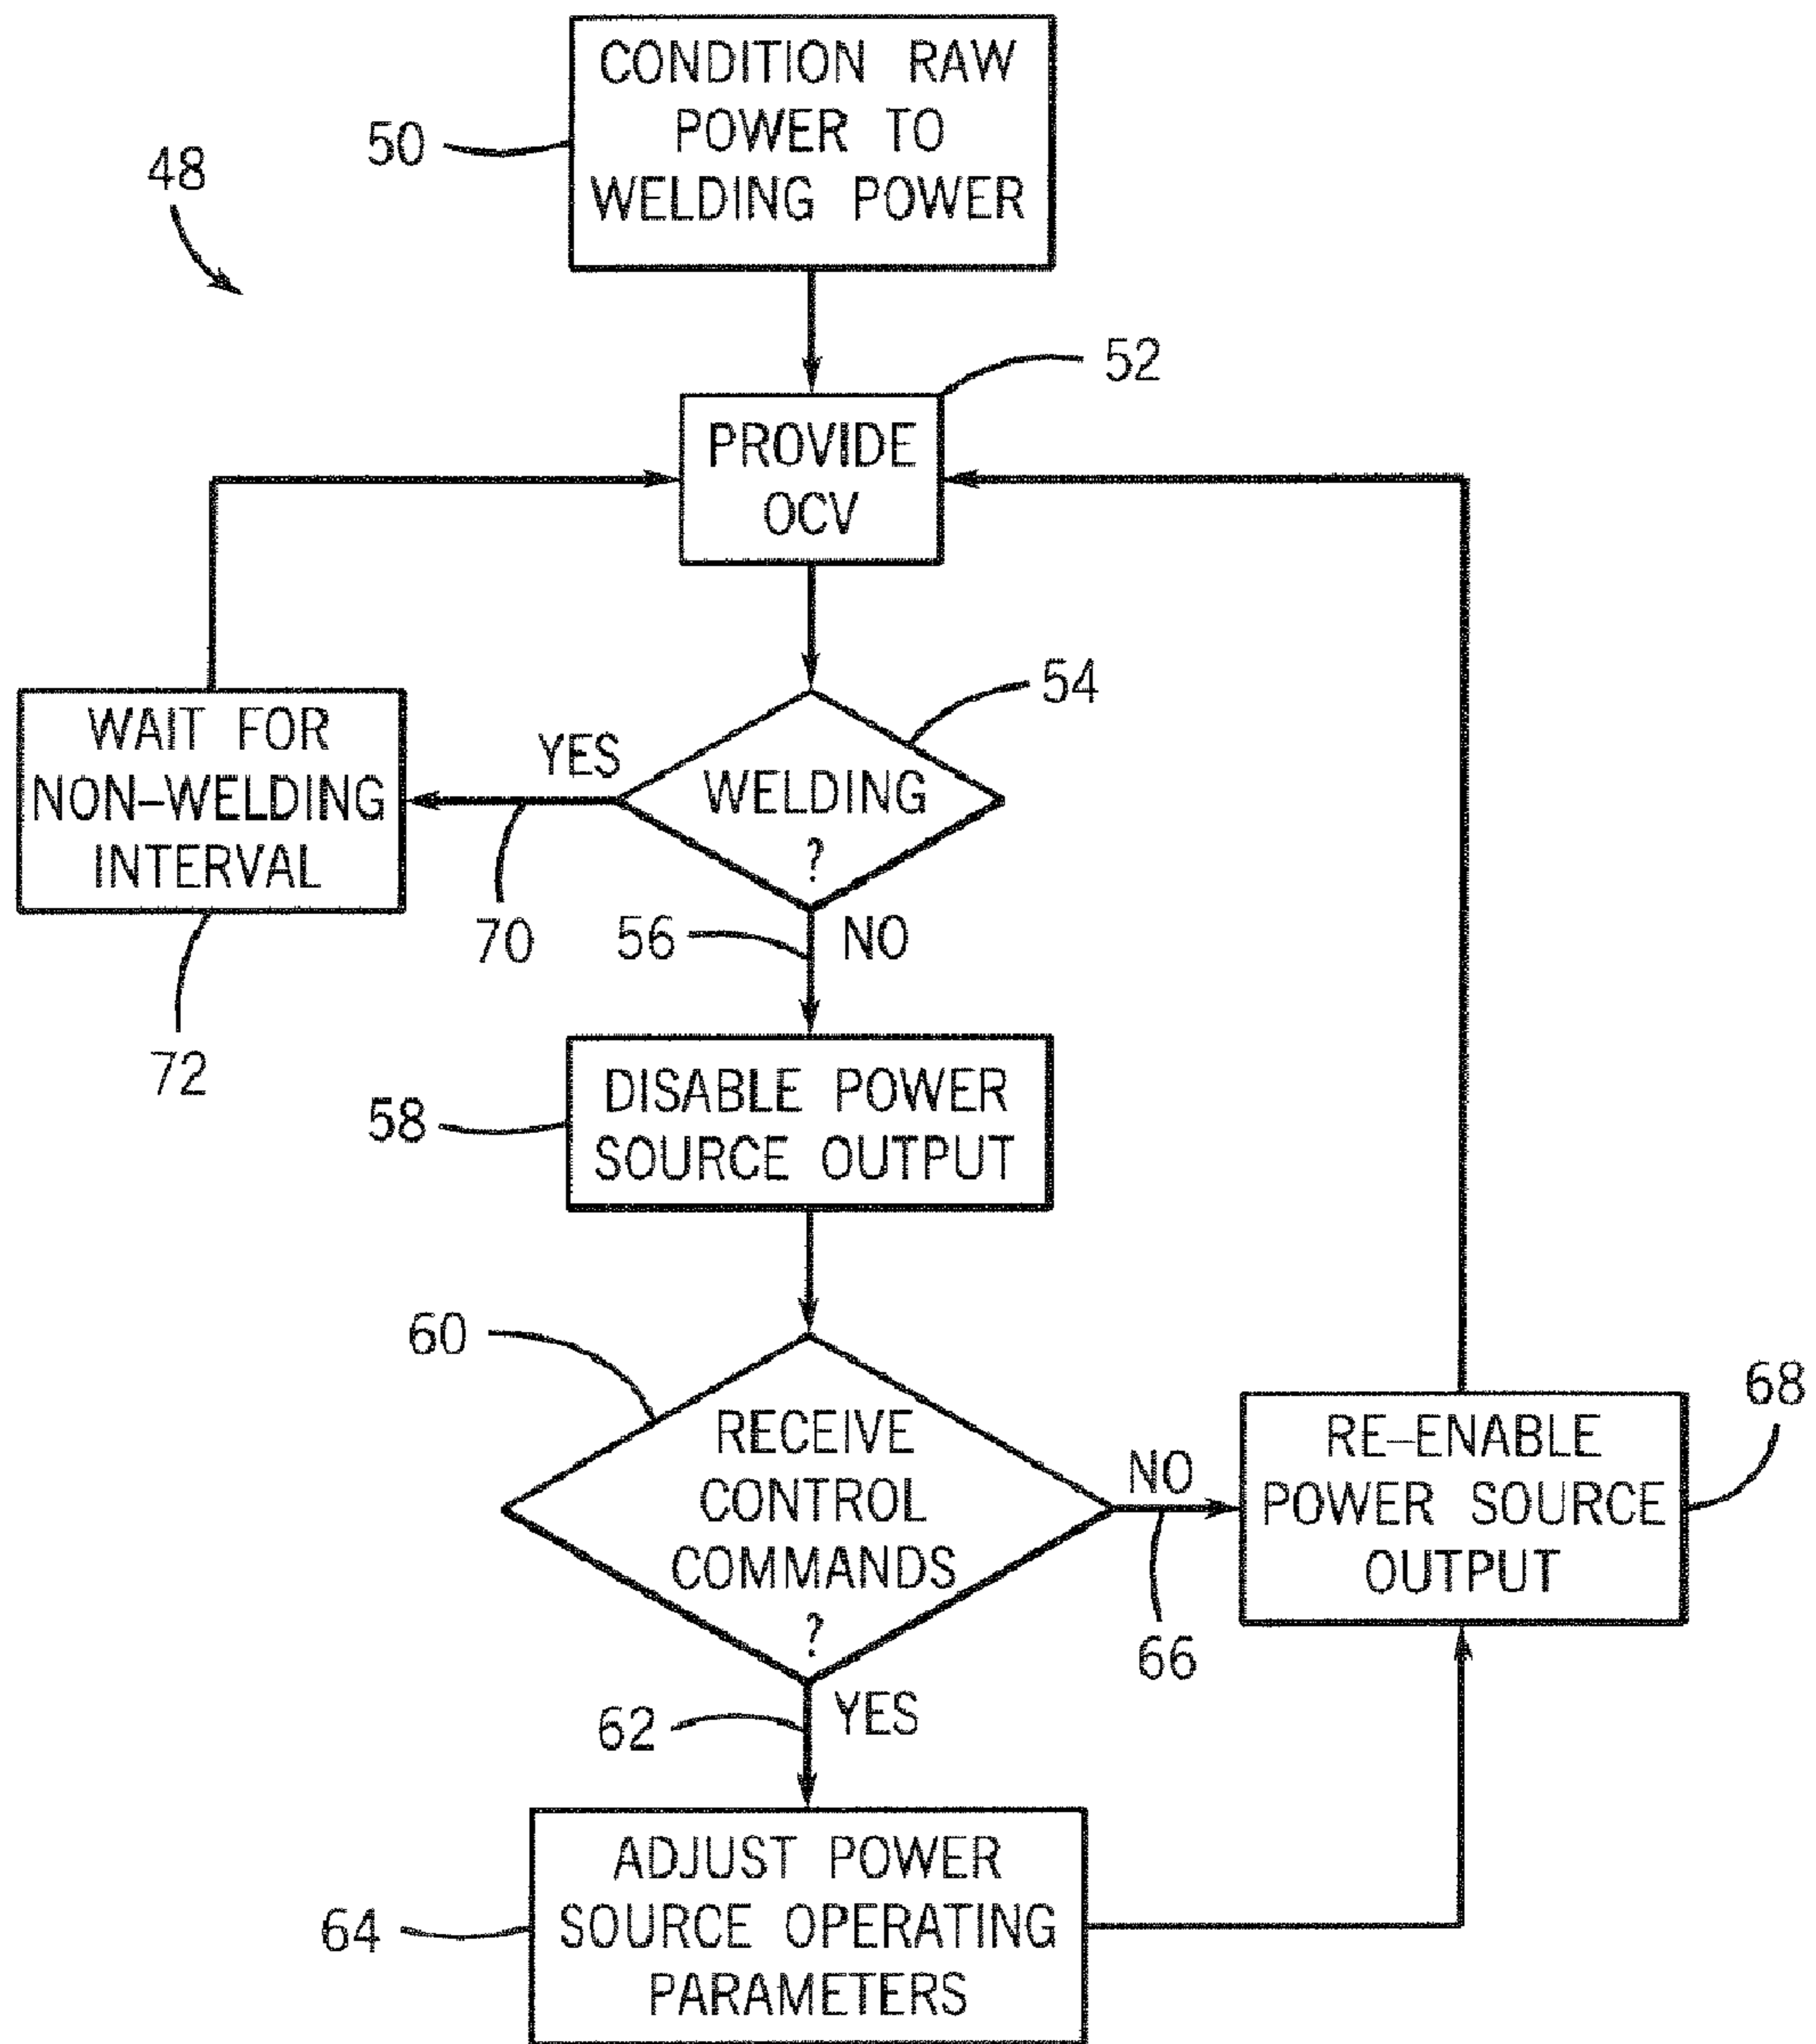 CONDITION RAW
POWER TO
WELDING POWER
50
48
52
PROVIDE
OCV
54
WAIT FOR
NON–WELDING
INTERVAL
YES
WELDING
?
70
56
NO
72
58
DISABLE POWER
SOURCE OUTPUT
60
RECEIVE
CONTROL
COMMANDS
?
NO
66
RE–ENABLE
POWER SOURCE
OUTPUT
68
62
YES
64
ADJUST POWER
SOURCE OPERATING
PARAMETERS